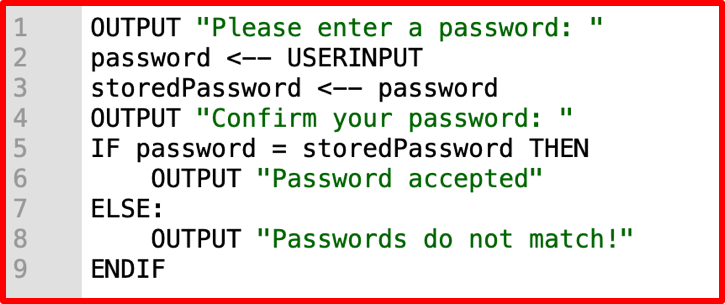 1 OUTPUT "Please enter a password: "
2 password <-- USERINPUT
3 storedPassword <-- password
4 OUTPUT "Confirm your password: "
5 IF password = storedPassword THEN
6     OUTPUT "Password accepted"
7 ELSE:
8     OUTPUT "Passwords do not match!"
9 ENDIF